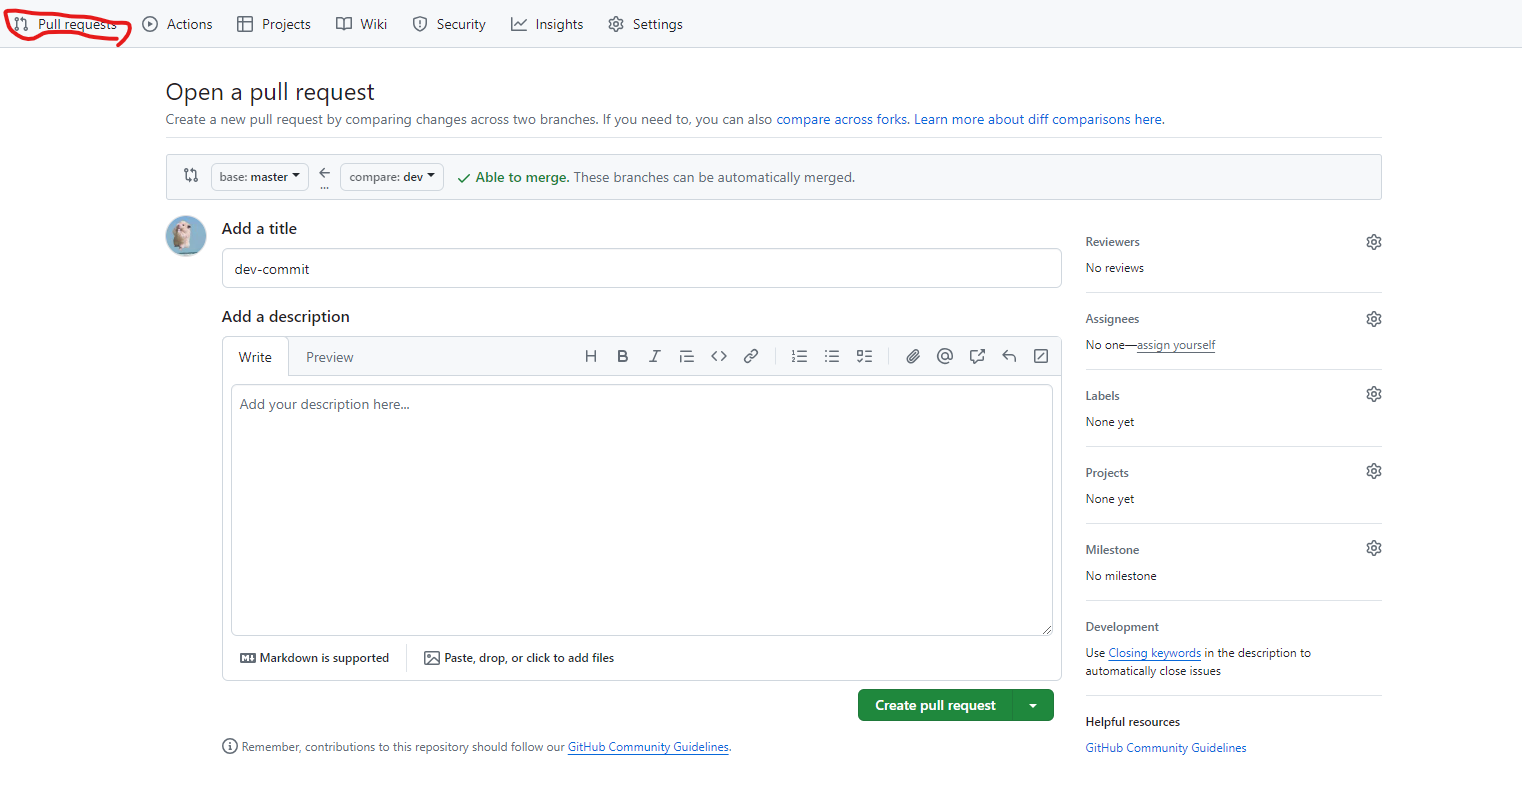 Pull requests Actions Projects Wiki Security Insights Settings
Open a pull request
Create a new pull request by comparing changes across two branches. If you need to, you can also compare across forks. Learn more about diff comparisons here.
base: master ... compare: dev Able to merge. These branches can be automatically merged.
Add a title
dev-commit
Add a description
Write Preview
Add your description here...
Markdown is supported Paste, drop, or click to add files
Create pull request
Remember, contributions to this repository should follow our GitHub Community Guidelines.
Reviewers
No reviews
Assignees
No one—assign yourself
Labels
None yet
Projects
None yet
Milestone
No milestone
Development
Use Closing keywords in the description to
automatically close issues
Helpful resources
GitHub Community Guidelines